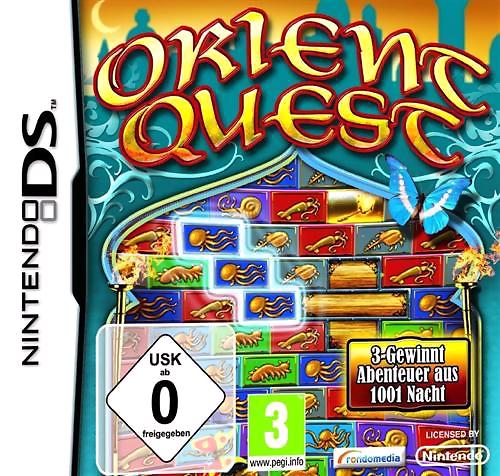 ORIENT
QUEST
NINTENDO DS™
3-Gewinnt
Abenteuer aus
1001 Nacht
USK
ab
0
freigegeben
3
www.pegi.info
rondomedia
LICENSED BY
Nintendo